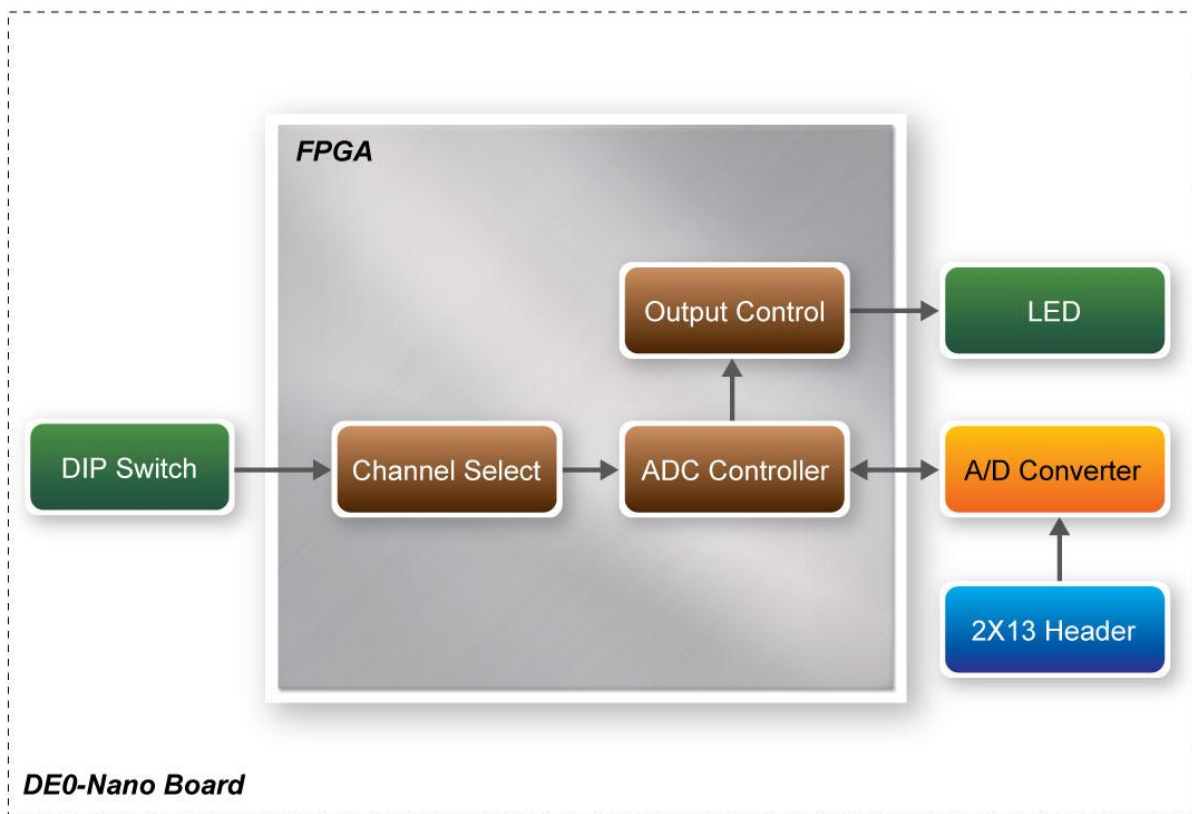 FPGA
Output Control
LED
DIP Switch
Channel Select
ADC Controller
A/D Converter
2X13 Header
DE0-Nano Board